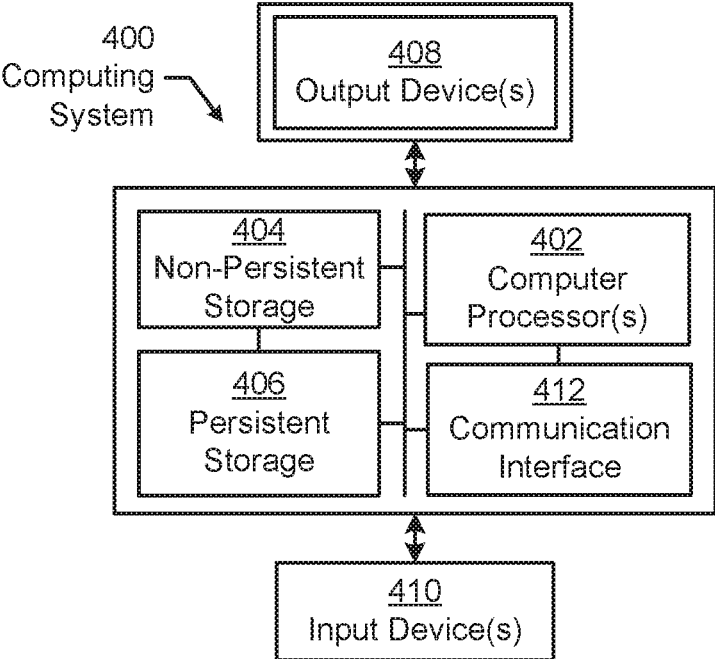 400
Computing
System
408
Output Device(s)
404
Non-Persistent
Storage
402
Computer
Processor(s)
406
Persistent
Storage
412
Communication
Interface
410
Input Device(s)